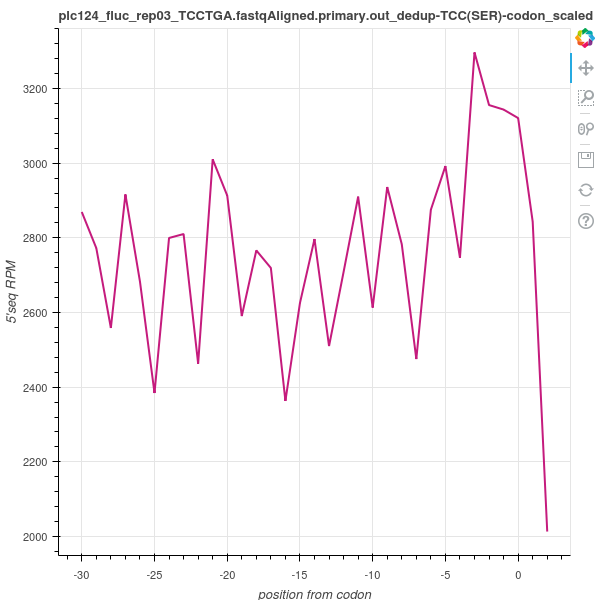 plc124_fluc_rep03_TCCTGA.fastqAligned.primary.out_dedup-TCC(SER)-codon_scaled
3200
3000
2800
2600
2400
2200
2000
5'seq RPM
-30 -25 -20 -15 -10 -5 0
position from codon